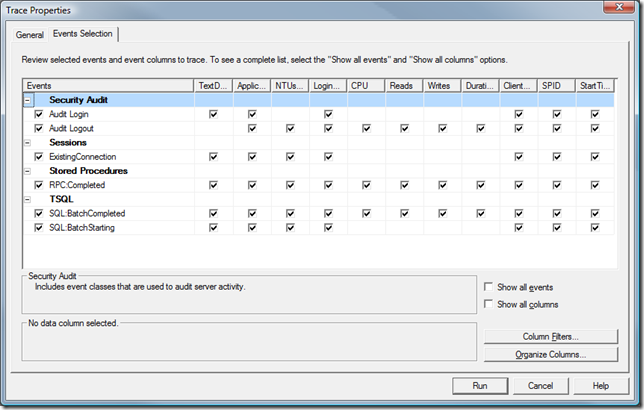 Trace Properties
General Events Selection
Review selected events and event columns to trace. To see a complete list, select the "Show all events" and "Show all columns" options.
Events TextD... Applic... NTUs... Login... CPU Reads Writes Durati... Client... SPID StartTi...
Security Audit
Audit Login
Audit Logout
Sessions
ExistingConnection
Stored Procedures
RPC:Completed
TSQL
SQL:BatchCompleted
SQL:BatchStarting
Security Audit
Includes event classes that are used to audit server activity.
Show all events
Show all columns
No data column selected.
Column Filters...
Organize Columns...
Run Cancel Help